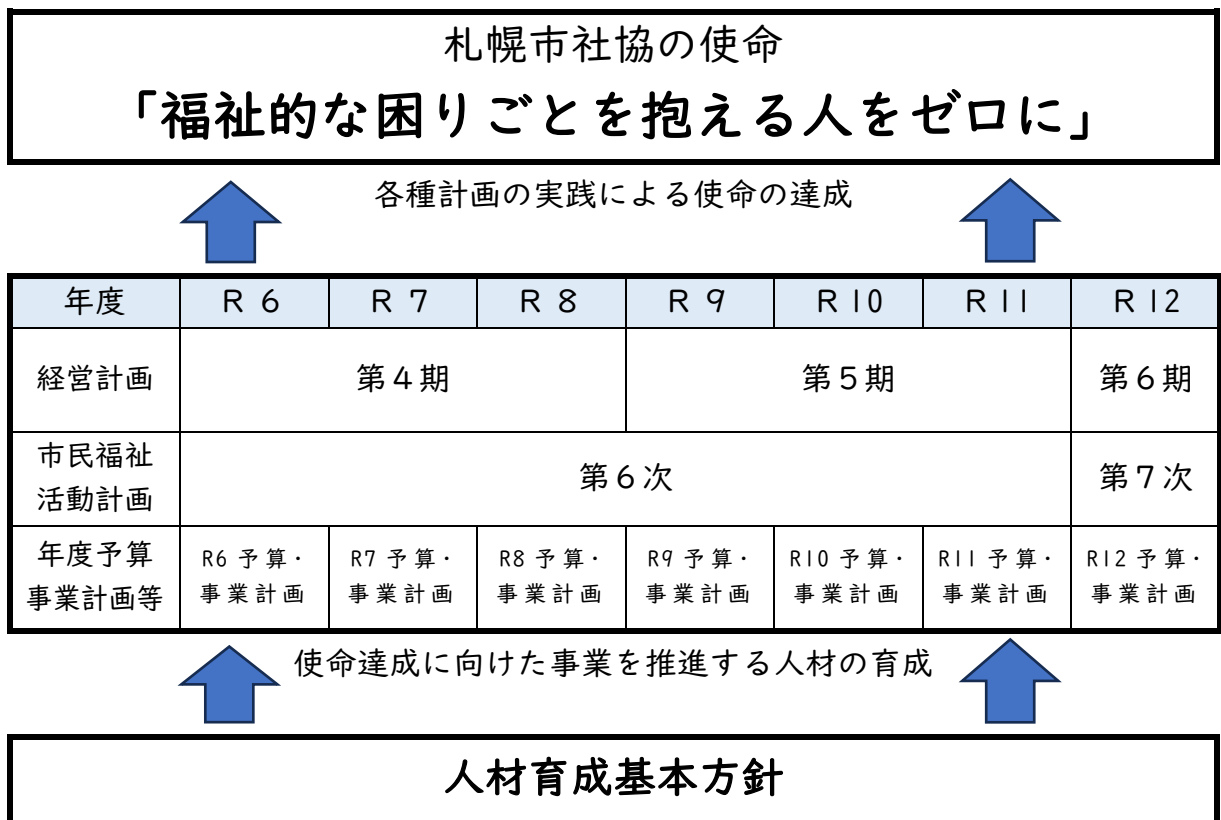 札幌市社協の使命
「福祉的な困りごとを抱える人をゼロに」
各種計画の実践による使命の達成
年度 R 6 R 7 R 8 R 9 R 10 R 11 R 12
経営計画 第4期 第5期 第6期
市民福祉
活動計画 第6次 第7次
年度予算
事業計画等
R6 予算・
事業計画
R7 予算・
事業計画
R8 予算・
事業計画
R9 予算・
事業計画
R10 予算・
事業計画
R11 予算・
事業計画
R12 予算・
事業計画
使命達成に向けた事業を推進する人材の育成
人材育成基本方針